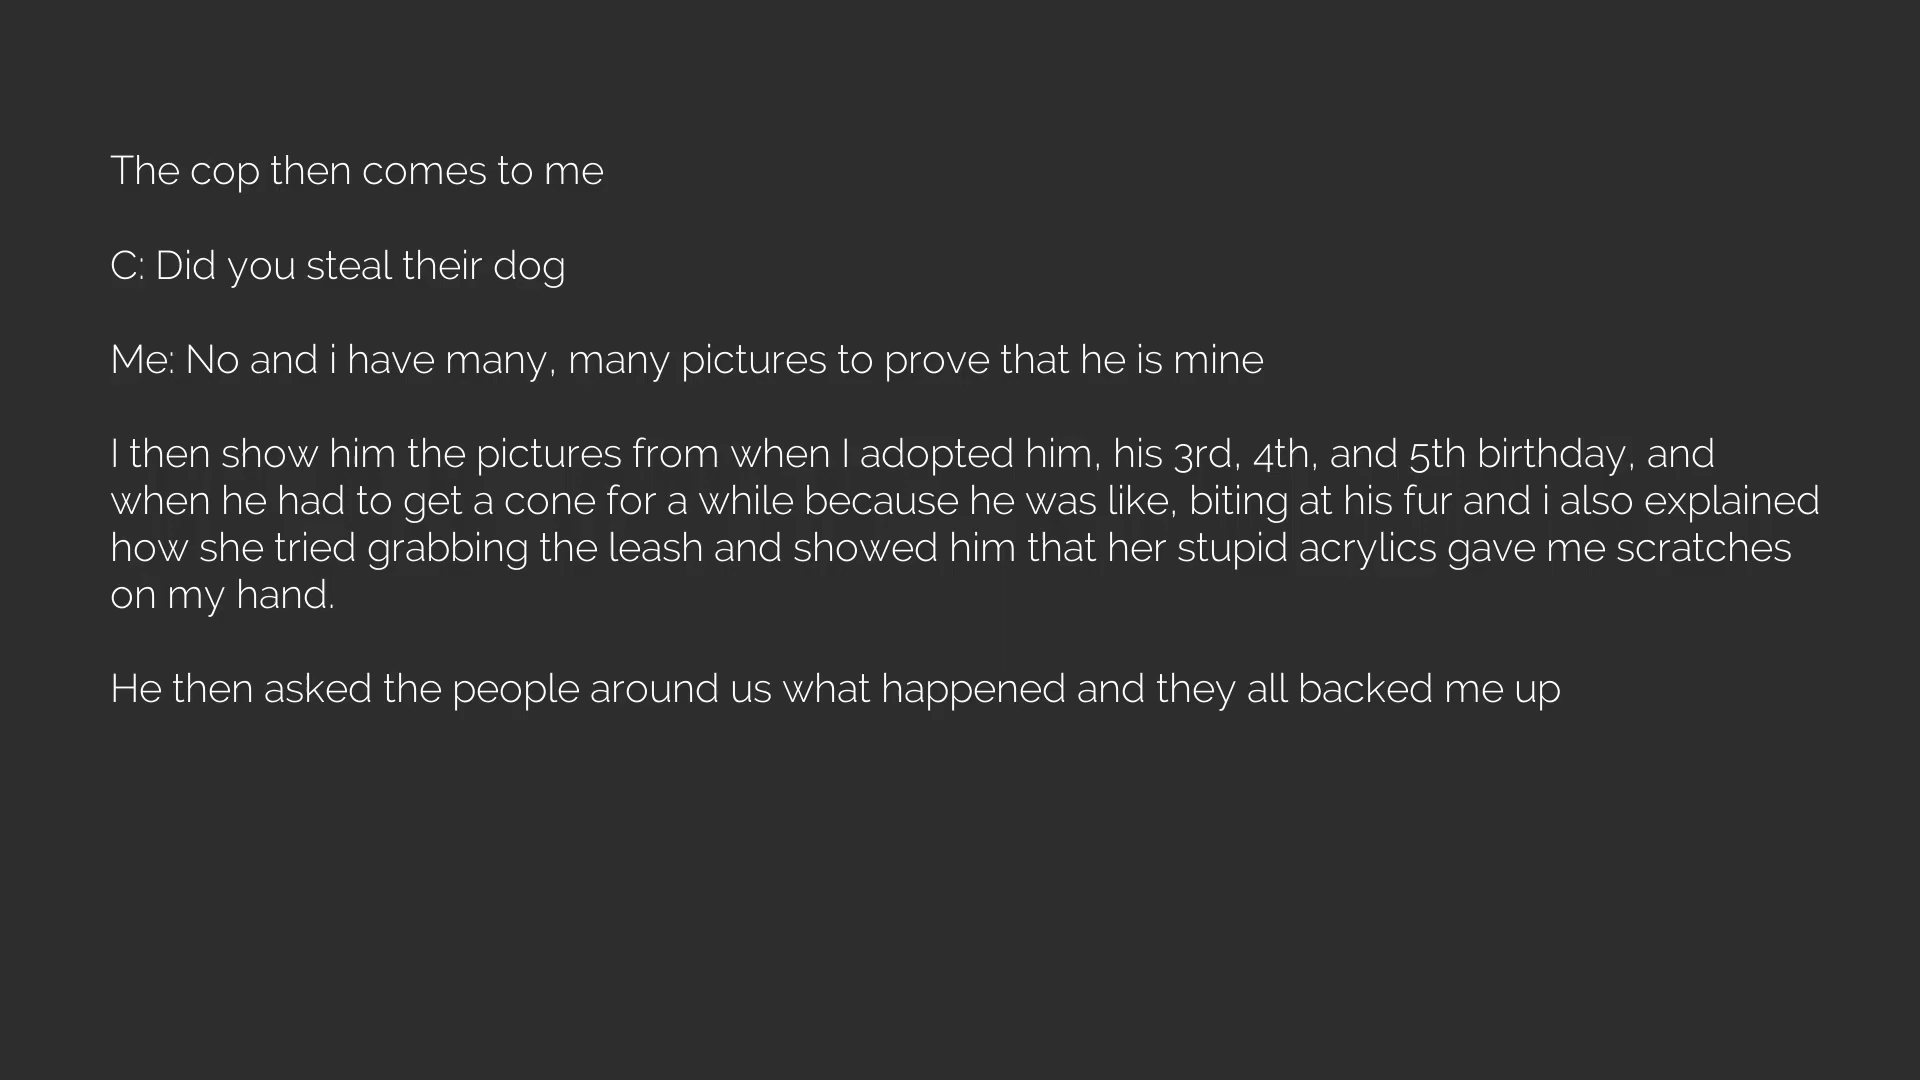 The cop then comes to me
C: Did you steal their dog
Me: No and i have many, many pictures to prove that he is mine
I then show him the pictures from when I adopted him, his 3rd, 4th, and 5th birthday, and
when he had to get a cone for a while because he was like, biting at his fur and i also explained
how she tried grabbing the leash and showed him that her stupid acrylics gave me scratches
on my hand.
He then asked the people around us what happened and they all backed me up